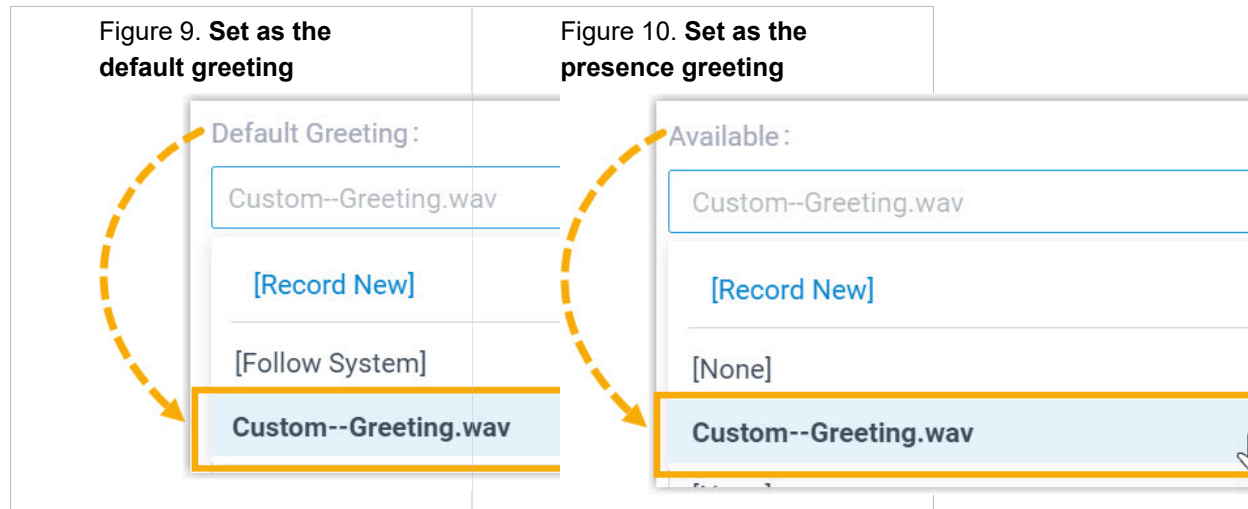 Figure 9. Set as the
default greeting
Default Greeting:
Custom--Greeting.wav
[Record New]
[Follow System]
Custom--Greeting.wav
Figure 10. Set as the
presence greeting
Available:
Custom--Greeting.wav
[Record New]
[None]
Custom--Greeting.wav